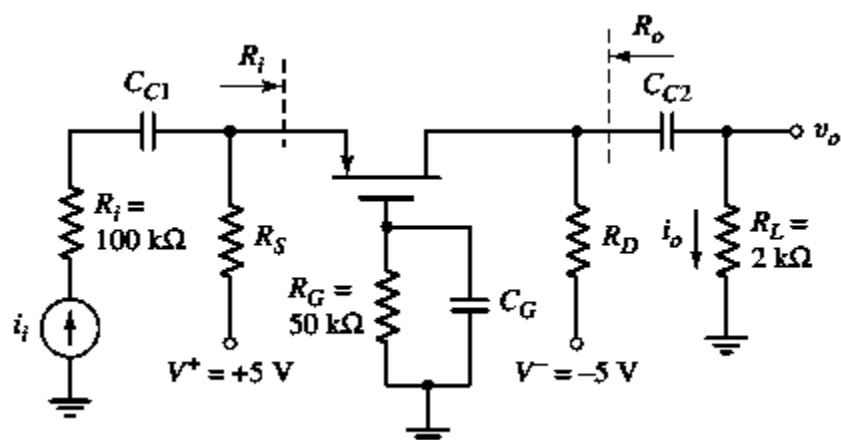 R_i
R_o
C_C1
C_C2
v_o
R_i =
100 kΩ
R_S
R_G =
50 kΩ
C_G
R_D
i_o
R_L =
2 kΩ
i_i
V⁺ = +5 V
V⁻ = –5 V